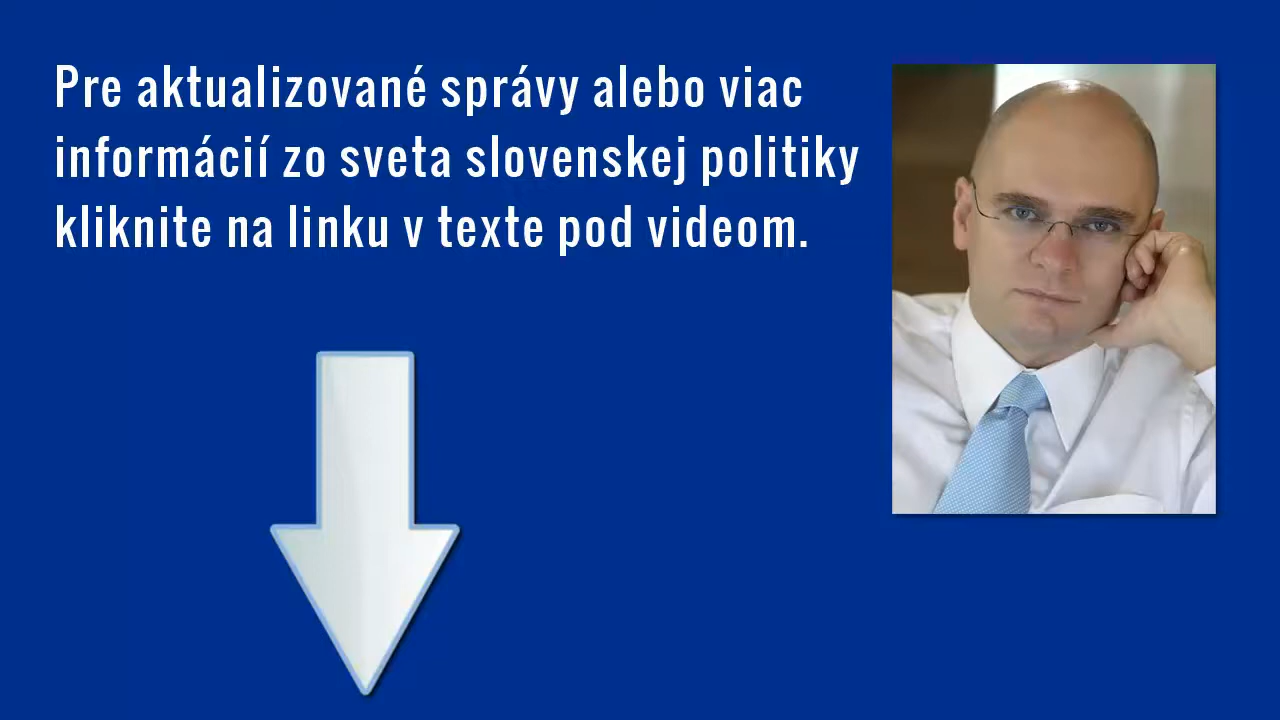 Pre aktualizované správy alebo viac
informácií zo sveta slovenskej politiky
kliknite na linku v texte pod videom.